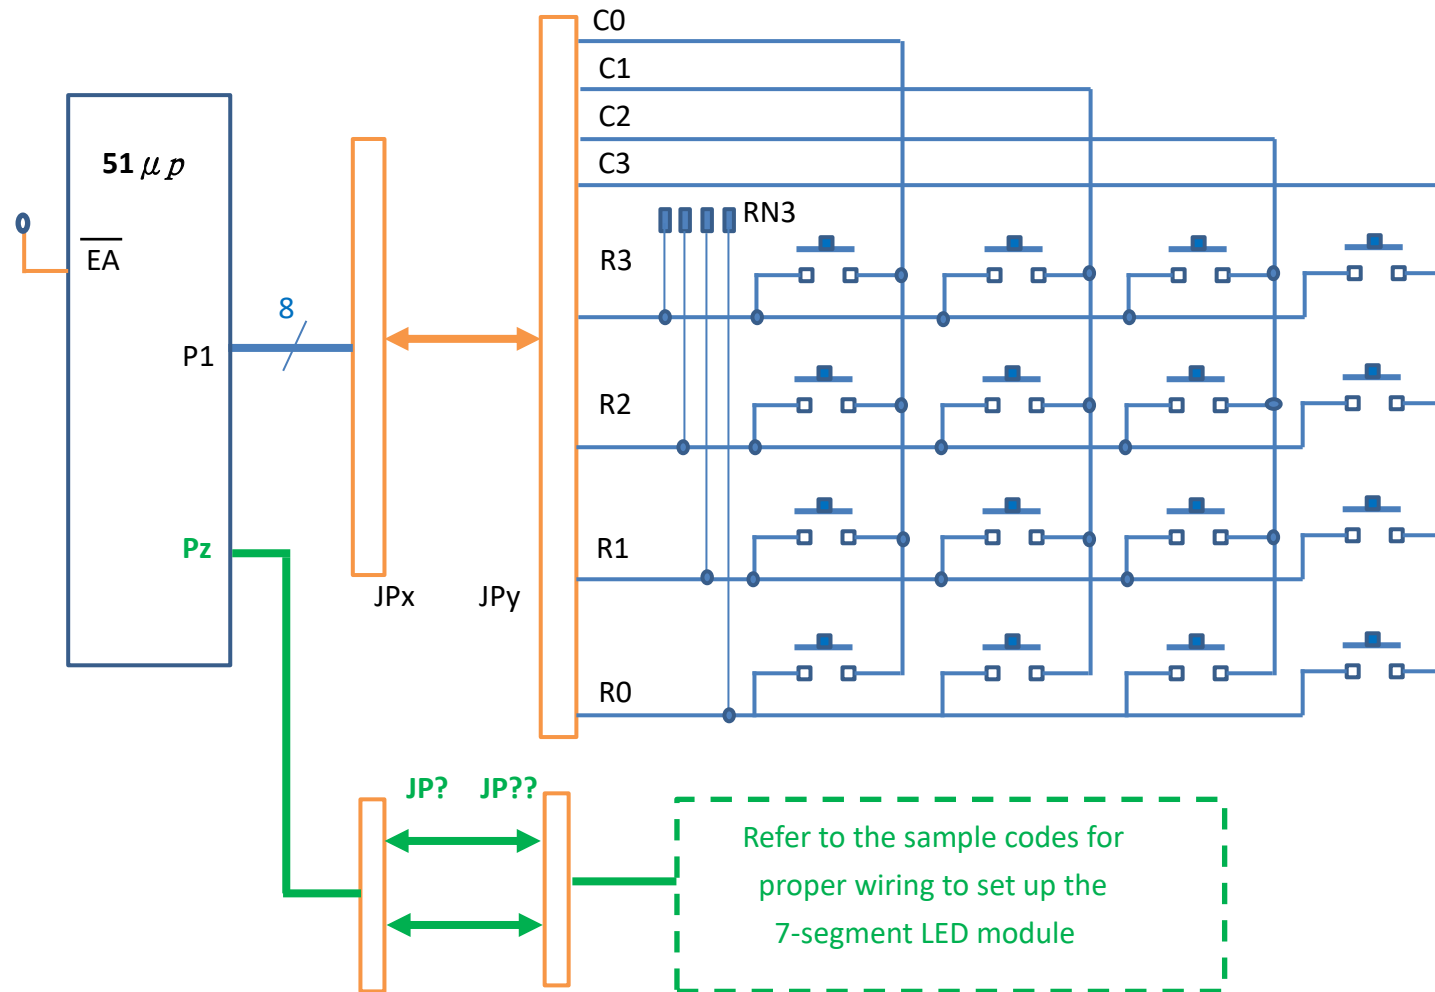 C0
C1
51 μp
C2
C3
RN3
EA
R3
8
P1
R2
Pz
R1
JPx
JPy
R0
JP?
JP??
Refer to the sample codes for
proper wiring to set up the
7-segment LED module